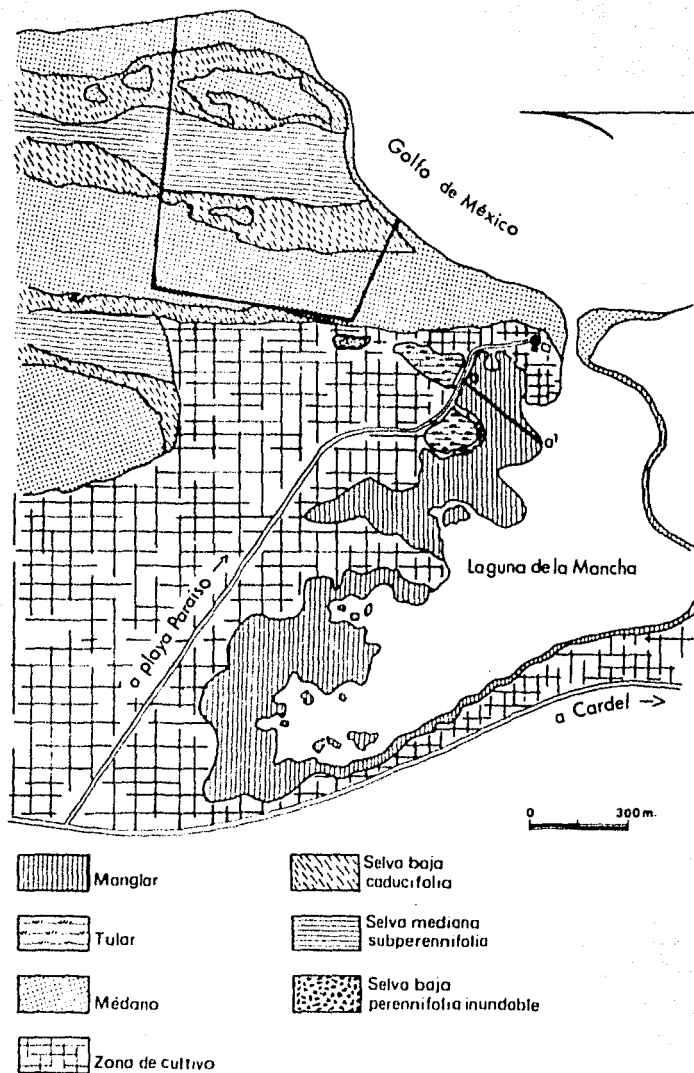 Golfo de México
a'
Laguna de la Mancha
a playa Paraiso →
a Cardel →
0 300 m.
Manglar
Tular
Médano
Zona de cultivo
Selva baja
caducifolia
Selva mediana
subperennifolia
Selva baja
perennifolia inundable